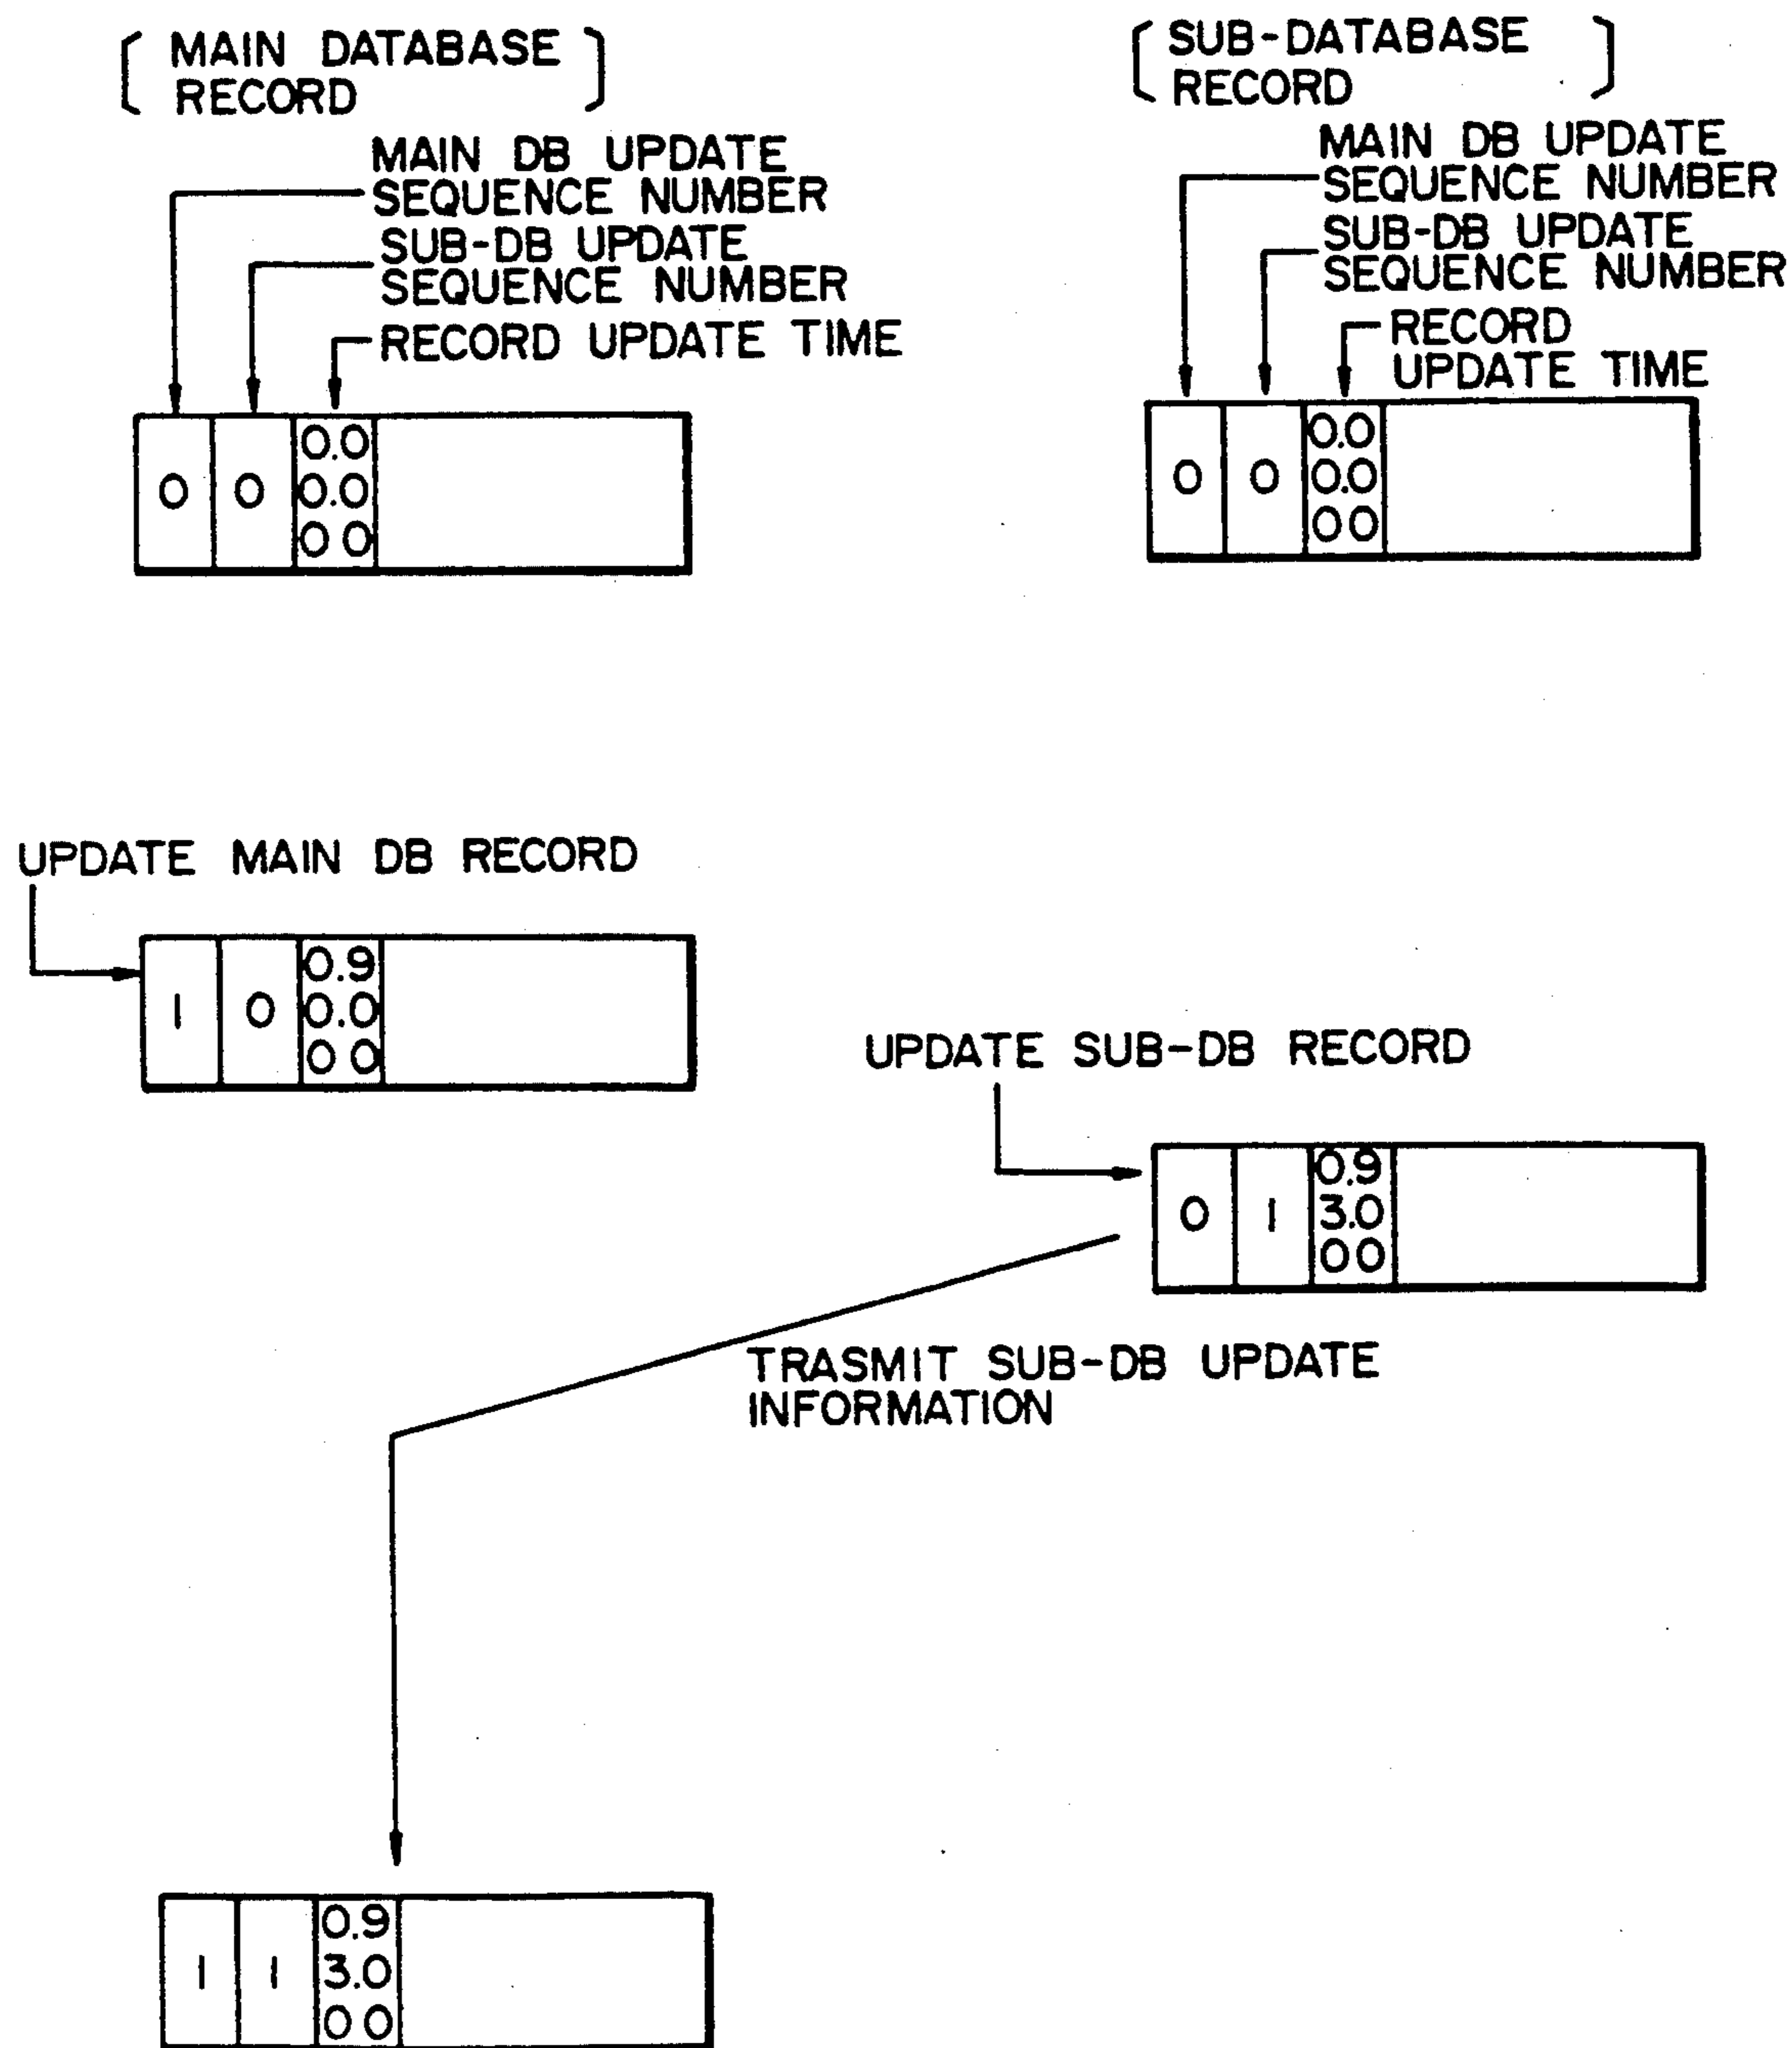 [ MAIN DATABASE
RECORD ]
MAIN DB UPDATE
SEQUENCE NUMBER
SUB-DB UPDATE
SEQUENCE NUMBER
RECORD UPDATE TIME
0 0 0.0
0.0
00
[ SUB-DATABASE
RECORD ]
MAIN DB UPDATE
SEQUENCE NUMBER
SUB-DB UPDATE
SEQUENCE NUMBER
RECORD
UPDATE TIME
0 0 0.0
0.0
00
UPDATE MAIN DB RECORD
1 0 0.9
0.0
00
UPDATE SUB-DB RECORD
0 1 0.9
3.0
00
TRASMIT SUB-DB UPDATE
INFORMATION
1 1 0.9
3.0
00